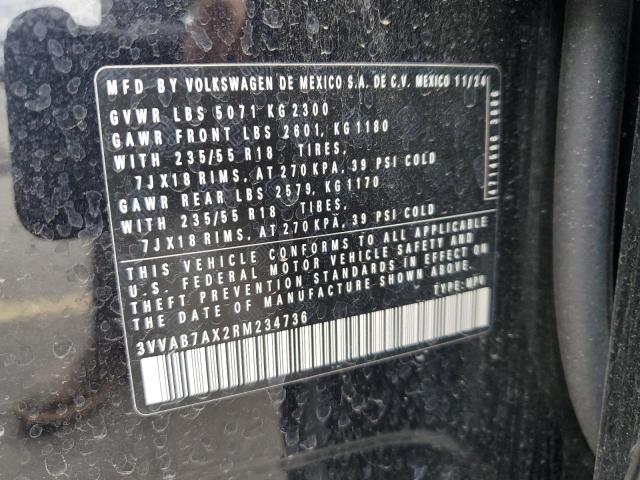 MFD BY VOLKSWAGEN DE MEXICO S.A. DE C.V. MEXICO 11/24
GVWR LBS 5071 KG 2300
GAWR FRONT LBS 2601, KG 1180
WITH 235/55 R18 TIRES,
7JX18 RIMS, AT 270 KPA, 39 PSI COLD
GAWR REAR LBS 2579, KG 1170
WITH 235/55 R18 TIRES,
7JX18 RIMS, AT 270 KPA, 39 PSI COLD
THIS VEHICLE CONFORMS TO ALL APPLICABLE
U.S. FEDERAL MOTOR VEHICLE SAFETY AND
THEFT PREVENTION STANDARDS IN EFFECT ON
THE DATE OF MANUFACTURE SHOWN ABOVE.
TYPE: MPV
3VVAB7AX2RM234736